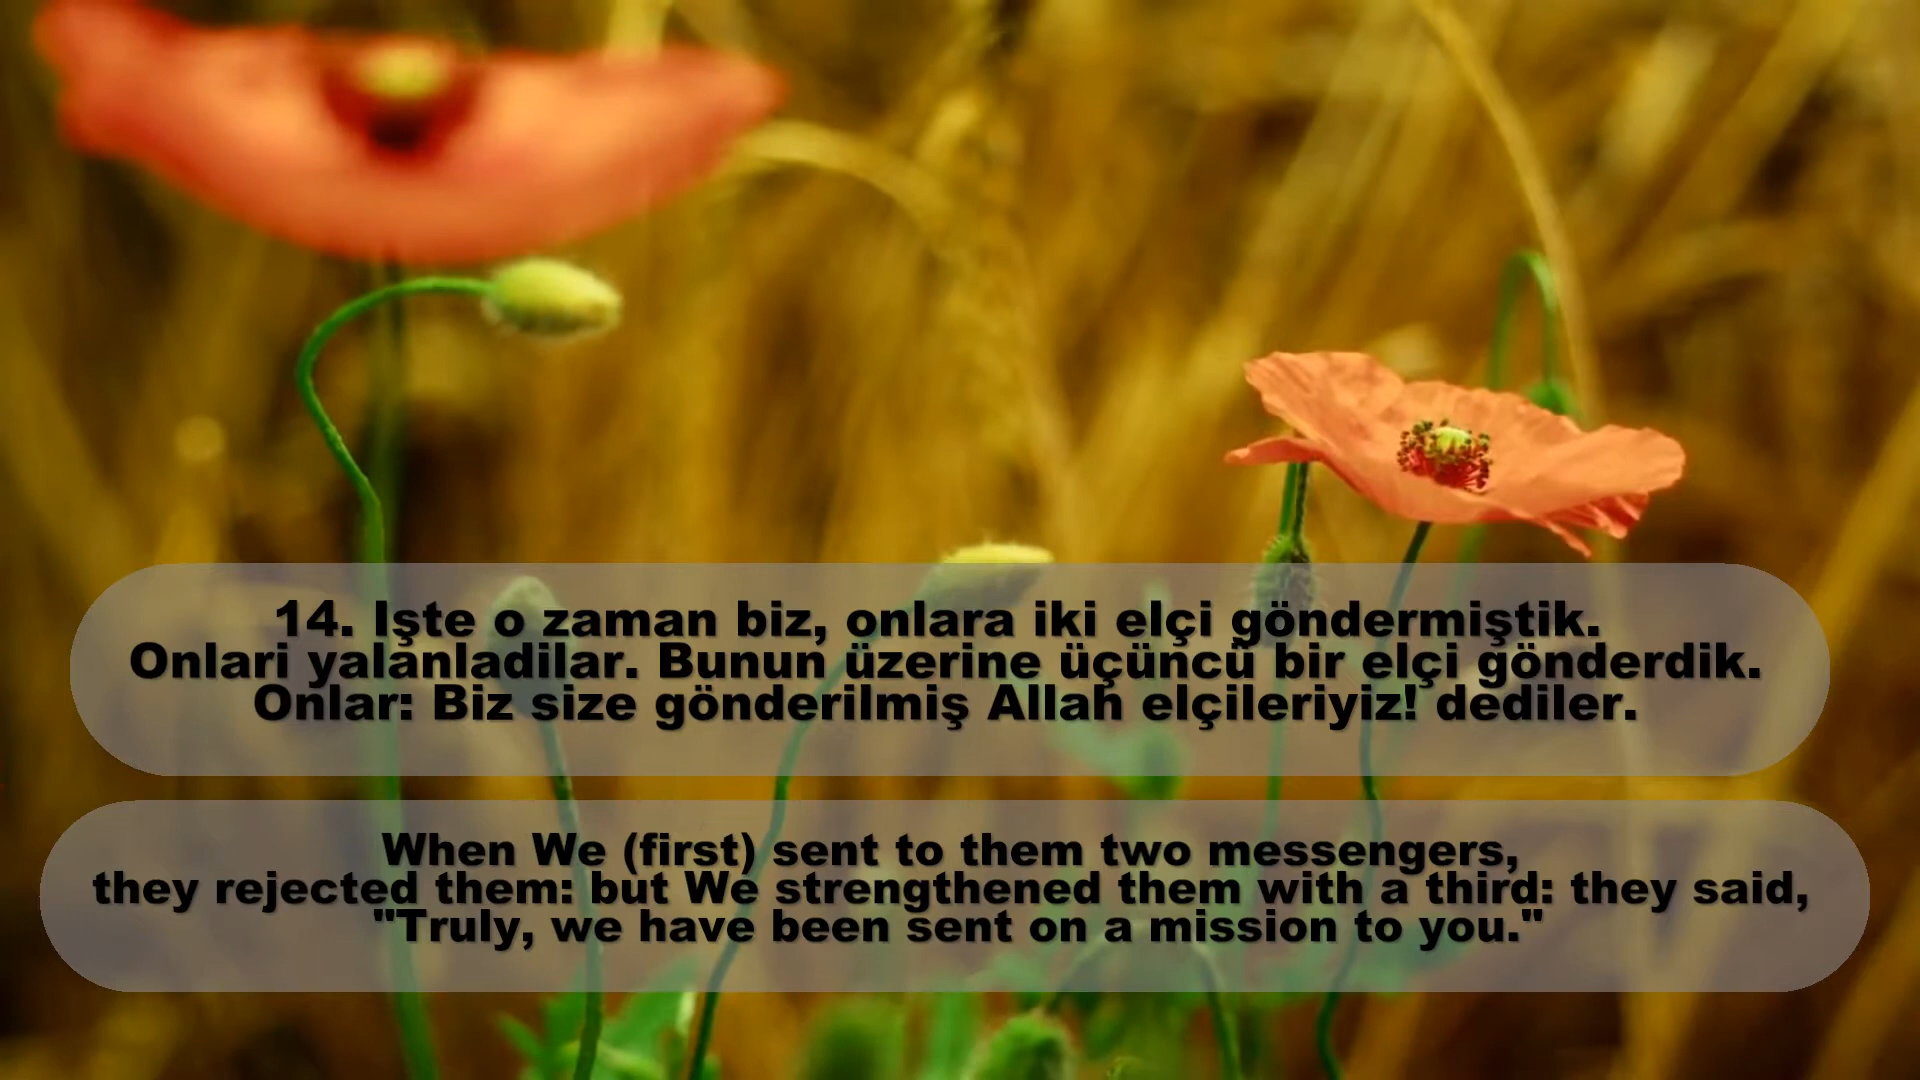 14. Işte o zaman biz, onlara iki elçi göndermiştik.
Onlari yalanladilar. Bunun üzerine üçüncü bir elçi gönderdik.
Onlar: Biz size gönderilmiş Allah elçileriyiz! dediler.
When We (first) sent to them two messengers,
they rejected them: but We strengthened them with a third: they said,
"Truly, we have been sent on a mission to you."